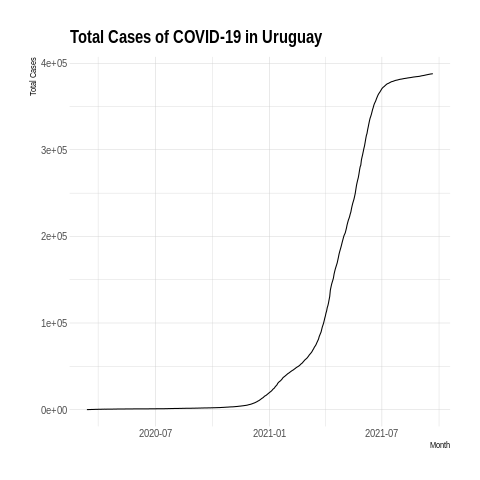 Total Cases of COVID-19 in Uruguay
Total Cases
4e+05
3e+05
2e+05
1e+05
0e+00
2020-07 2021-01 2021-07
Month